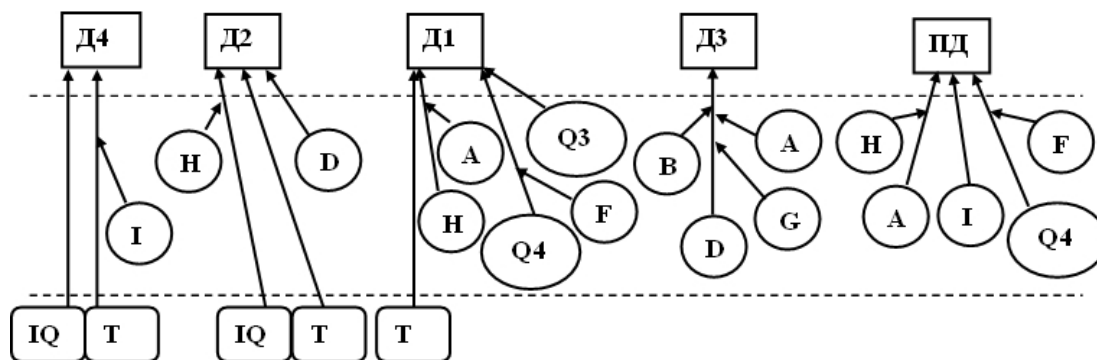 Д4 Д2 Д1 Д3 ПД
H D A Q3 B A H F
I H Q4 F D G A I Q4
IQ T IQ T T